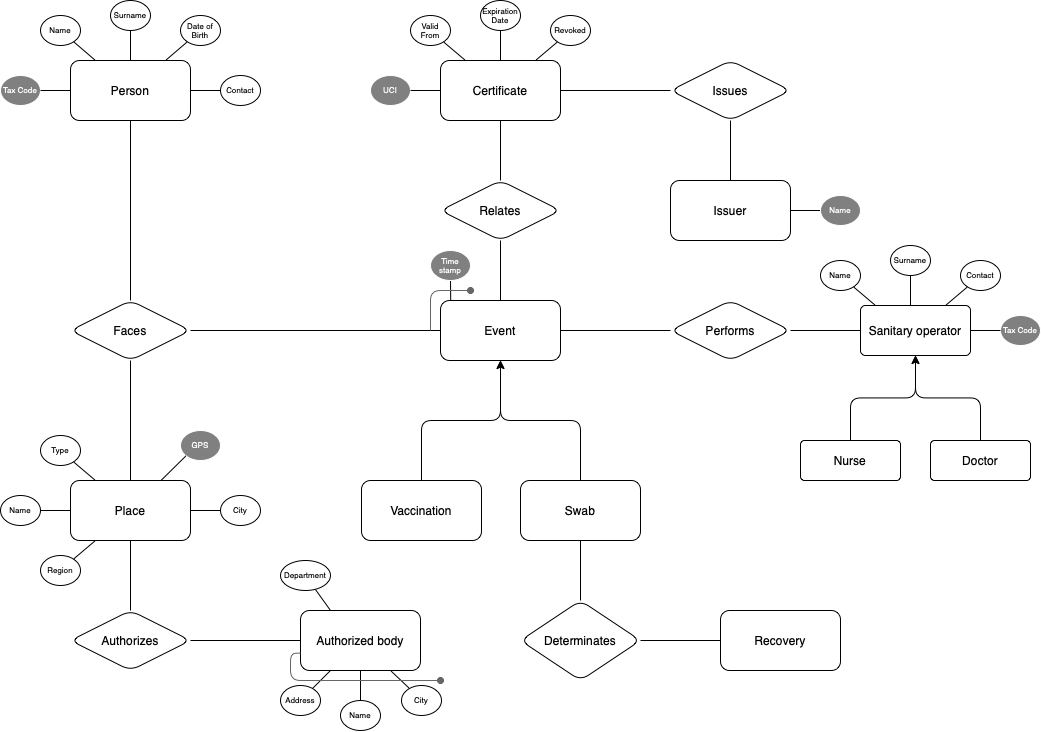 Surname
Name
Date of
Birth
Tax Code
Person
Contact
Expiration
Date
Valid
From
Revoked
UCI
Certificate
Issues
Relates
Issuer
Name
Time
stamp
Faces
Event
Performs
Surname
Name
Contact
Sanitary operator
Tax Code
Nurse
Doctor
Type
GPS
Name
Place
City
Region
Vaccination
Swab
Department
Authorizes
Authorized body
Determinates
Recovery
Address
Name
City